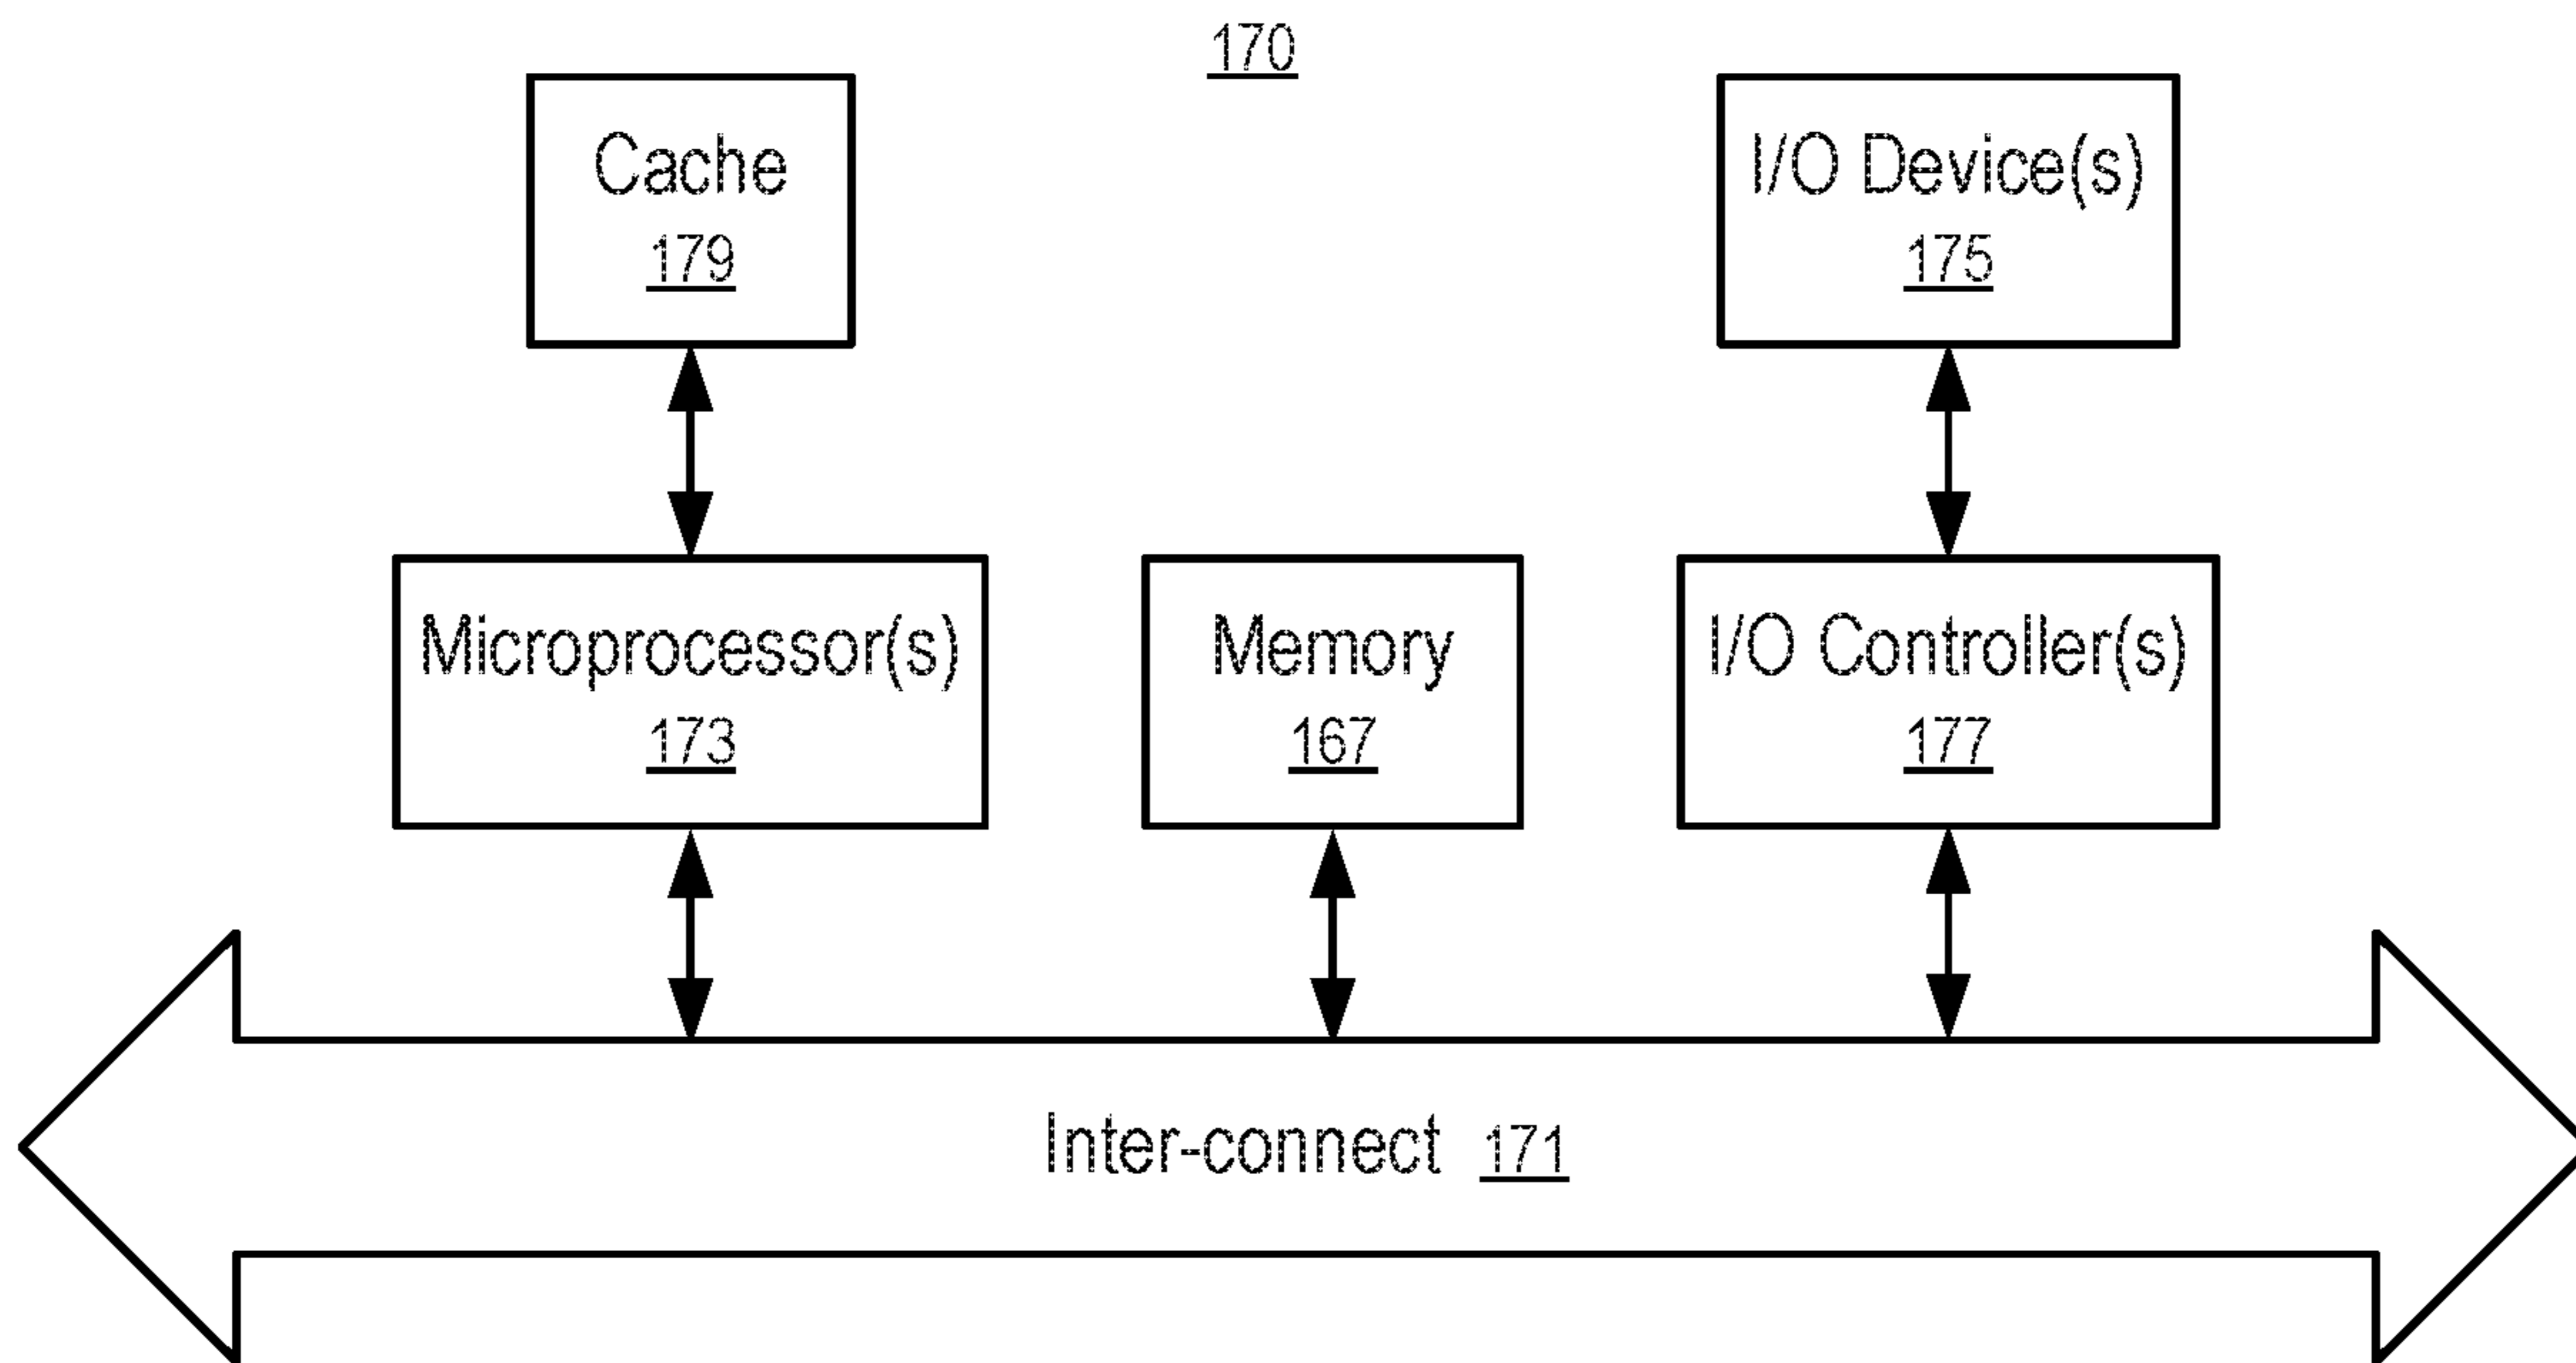 170
Cache
179
I/O Device(s)
175
Microprocessor(s)
173
Memory
167
I/O Controller(s)
177
Inter-connect 171